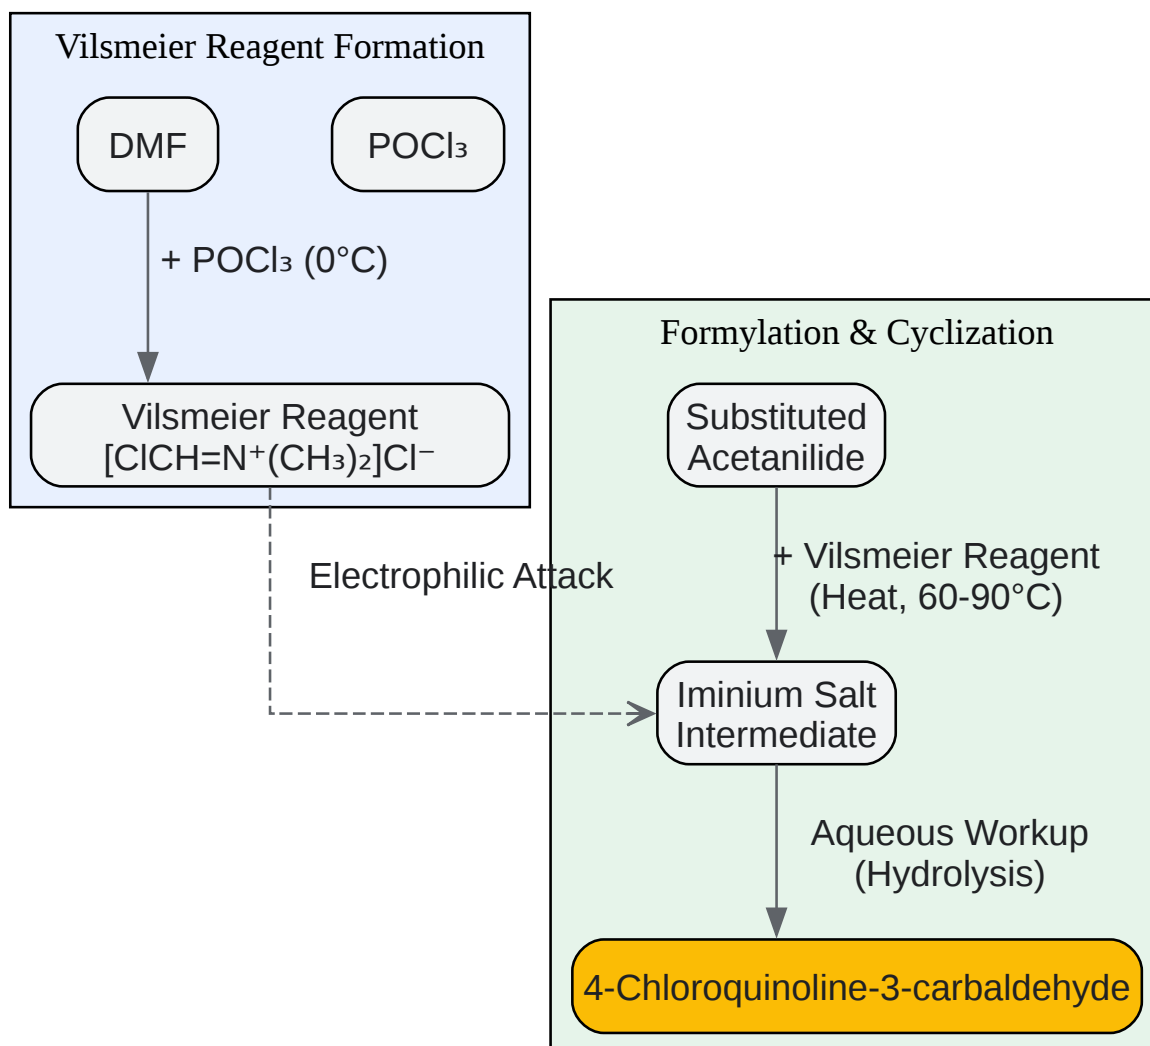 Vilsmeier Reagent Formation
DMF
POCl₃
+ POCl₃ (0°C)
Vilsmeier Reagent
[ClCH=N⁺(CH₃)₂]Cl⁻
Electrophilic Attack
Formylation & Cyclization
Substituted
Acetanilide
+ Vilsmeier Reagent
(Heat, 60-90°C)
Iminium Salt
Intermediate
Aqueous Workup
(Hydrolysis)
4-Chloroquinoline-3-carbaldehyde